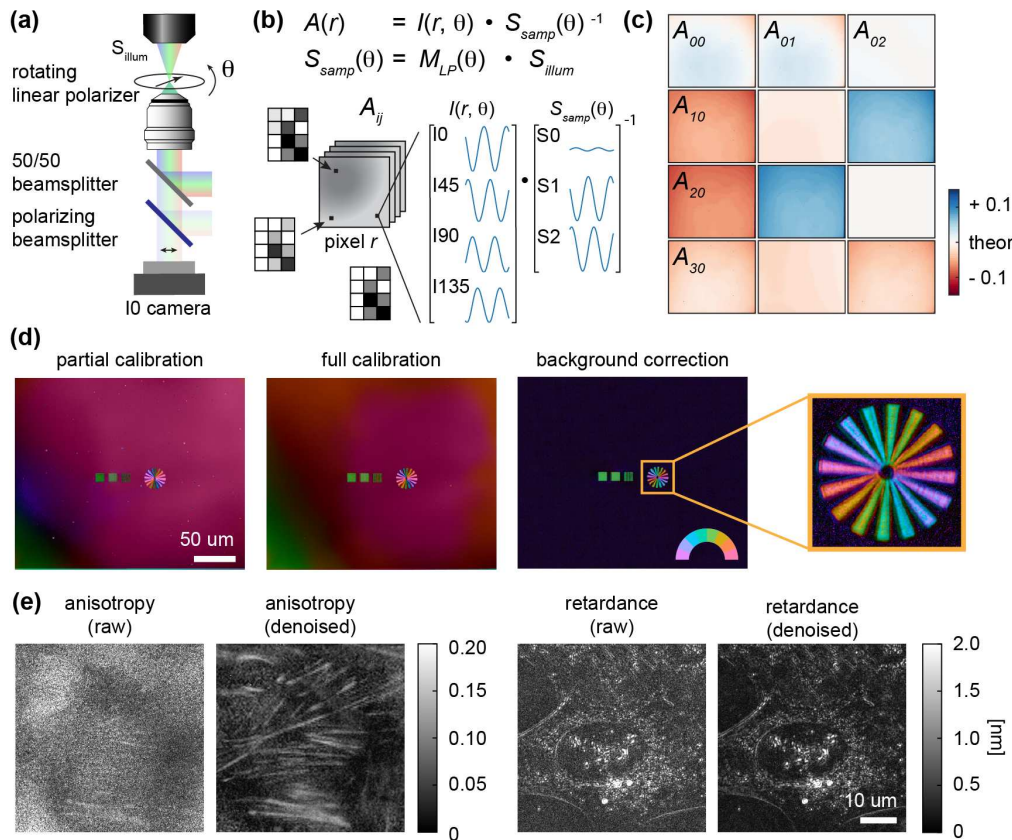 (a)
S_illum
rotating
linear polarizer
θ
50/50
beamsplitter
polarizing
beamsplitter
I0 camera
(b)
A(r) = I(r, θ) • S_samp(θ)^-1
S_samp(θ) = M_LP(θ) • S_illum
A_ij
pixel r
I(r, θ)
I0
I45
I90
I135
•
S_samp(θ)
-1
S0
S1
S2
(c)
A_00
A_01
A_02
A_10
A_20
A_30
+ 0.1
theor
- 0.1
(d)
partial calibration
full calibration
background correction
50 um
(e)
anisotropy
(raw)
anisotropy
(denoised)
0.20
0.15
0.10
0.05
0
retardance
(raw)
retardance
(denoised)
2.0
1.5
1.0
0.5
0
[nm]
10 um